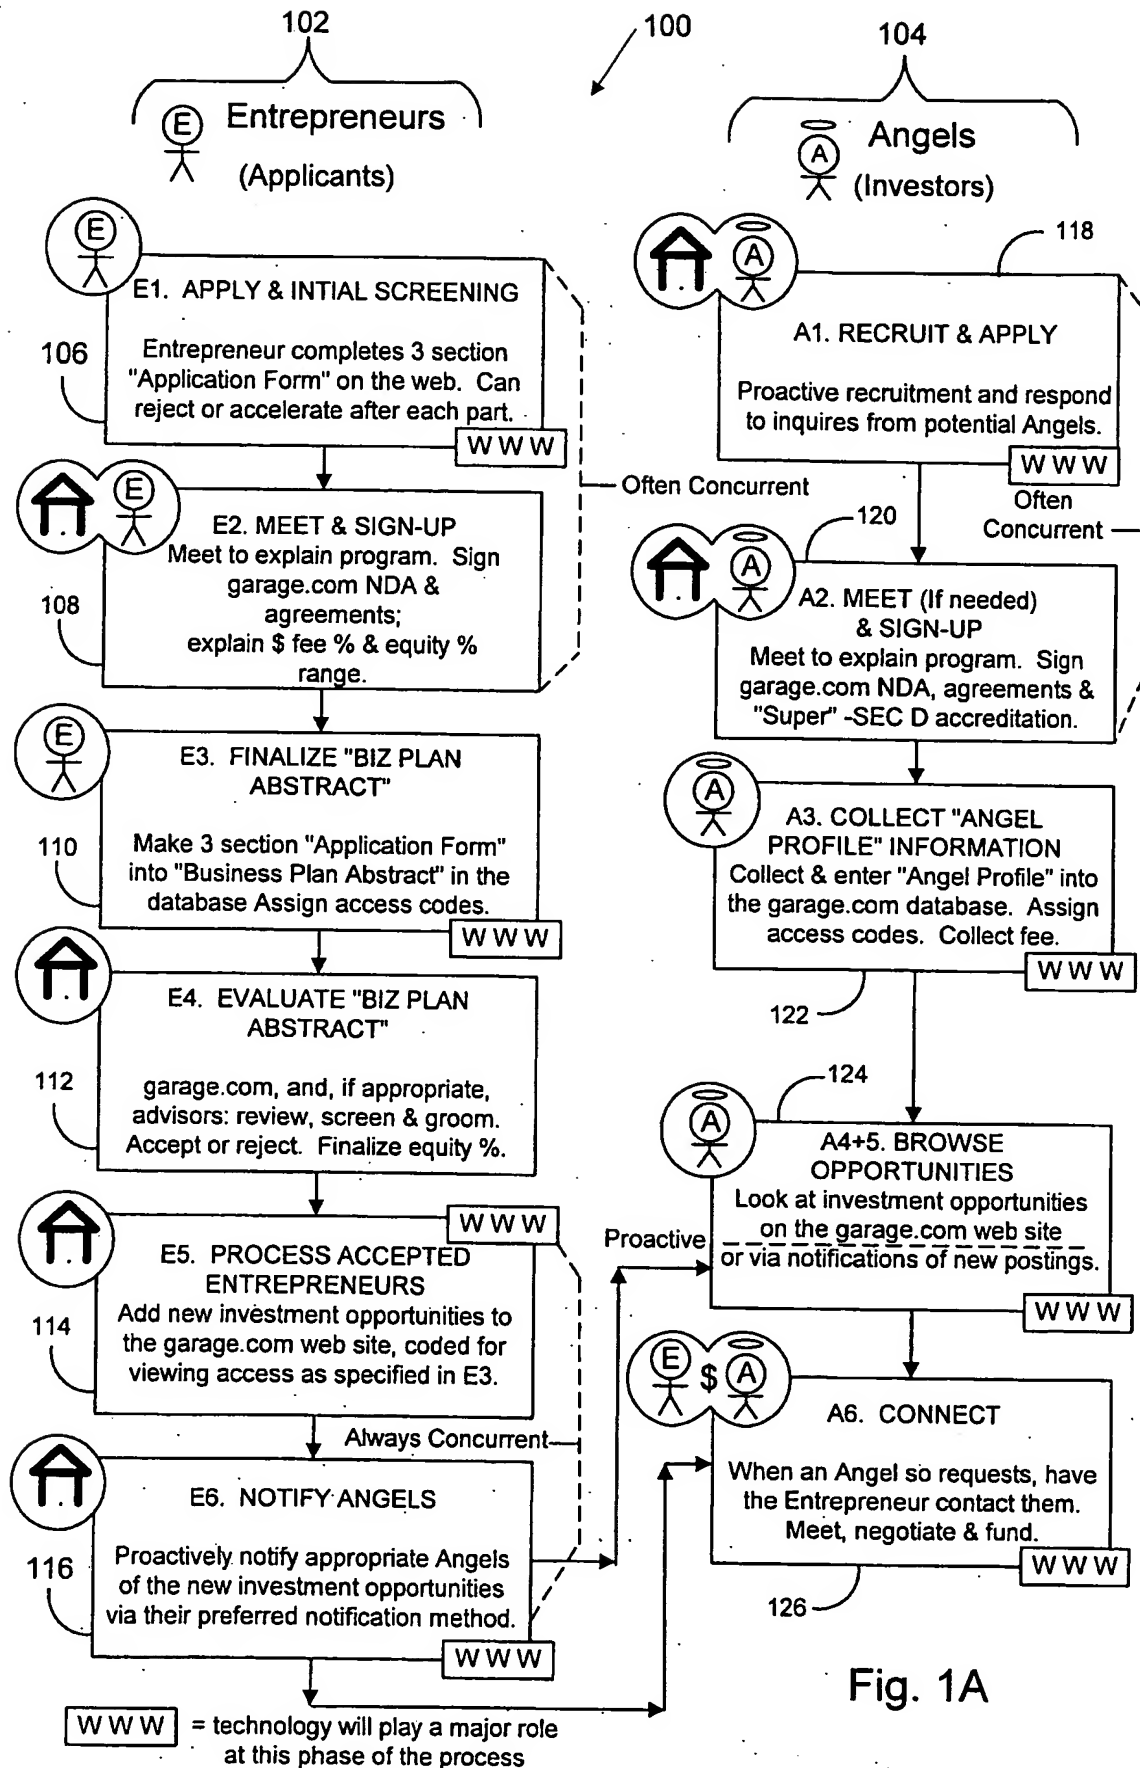 102
100
104
E
Entrepreneurs
(Applicants)
A
Angels
(Investors)
E
E1. APPLY & INTIAL SCREENING
Entrepreneur completes 3 section
"Application Form" on the web. Can
reject or accelerate after each part.
W W W
106
E
E2. MEET & SIGN-UP
Meet to explain program. Sign
garage.com NDA &
agreements;
explain $ fee % & equity %
range.
108
Often Concurrent
E
E3. FINALIZE "BIZ PLAN
ABSTRACT"
Make 3 section "Application Form"
into "Business Plan Abstract" in the
database Assign access codes.
W W W
110
E4. EVALUATE "BIZ PLAN
ABSTRACT"
garage.com, and, if appropriate,
advisors: review, screen & groom.
Accept or reject. Finalize equity %.
112
W W W
E5. PROCESS ACCEPTED
ENTREPRENEURS
Add new investment opportunities to
the garage.com web site, coded for
viewing access as specified in E3.
114
Always Concurrent
E6. NOTIFY ANGELS
Proactively notify appropriate Angels
of the new investment opportunities
via their preferred notification method.
W W W
116
A
118
A1. RECRUIT & APPLY
Proactive recruitment and respond
to inquires from potential Angels.
W W W
Often
Concurrent
120
A
A2. MEET (If needed)
& SIGN-UP
Meet to explain program. Sign
garage.com NDA, agreements &
"Super" -SEC D accreditation.
A
A3. COLLECT "ANGEL
PROFILE" INFORMATION
Collect & enter "Angel Profile" into
the garage.com database. Assign
access codes. Collect fee.
W W W
122
124
A
A4+5. BROWSE
OPPORTUNITIES
Look at investment opportunities
on the garage.com web site
or via notifications of new postings.
W W W
Proactive
E $ A
A6. CONNECT
When an Angel so requests, have
the Entrepreneur contact them.
Meet, negotiate & fund.
W W W
126
Fig. 1A
W W W = technology will play a major role
at this phase of the process